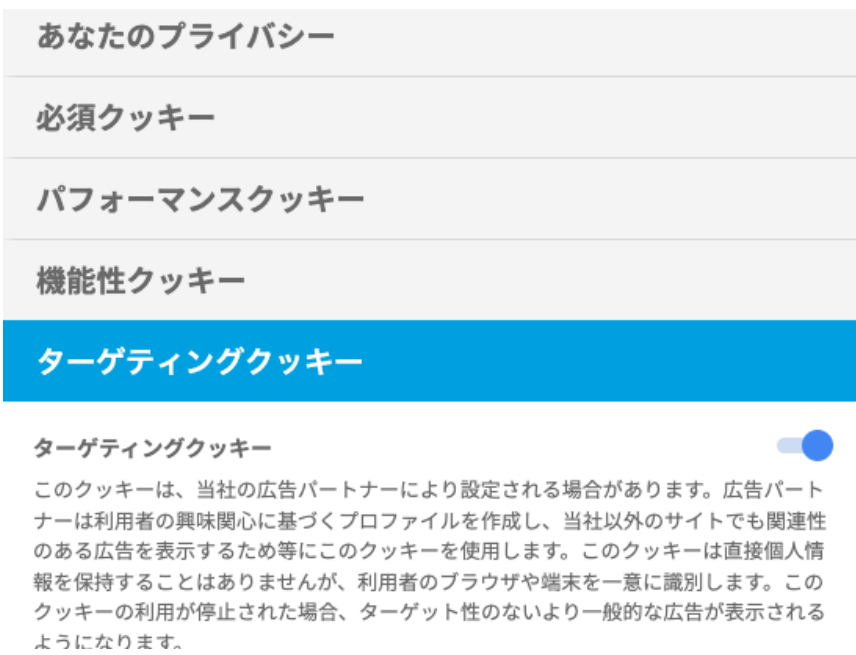 あなたのプライバシー
必須クッキー
パフォーマンスクッキー
機能性クッキー
ターゲティングクッキー
ターゲティングクッキー
このクッキーは、当社の広告パートナーにより設定される場合があります。広告パート
ナーは利用者の興味関心に基づくプロファイルを作成し、当社以外のサイトでも関連性
のある広告を表示するため等にこのクッキーを使用します。このクッキーは直接個人情
報を保持することはありませんが、利用者のブラウザや端末を一意に識別します。この
クッキーの利用が停止された場合、ターゲット性のないより一般的な広告が表示される
ようになります。